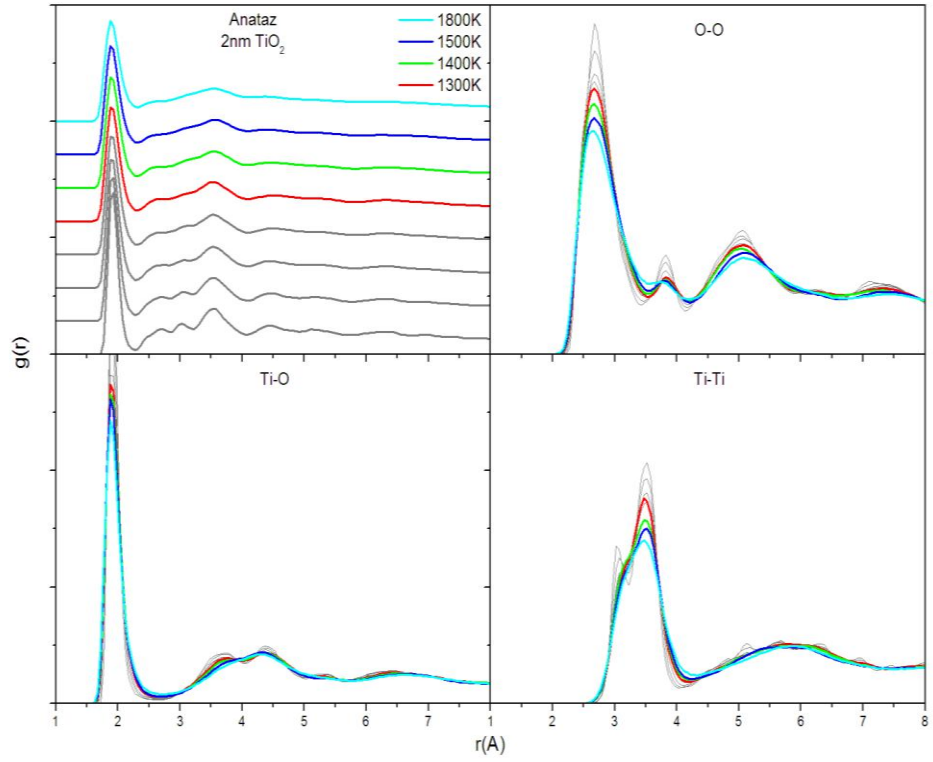 Anataz
2nm TiO₂
1800K
1500K
1400K
1300K
O-O
g(r)
Ti-O
Ti-Ti
1 2 3 4 5 6 7 1 2 3 4 5 6 7 8
r(A)